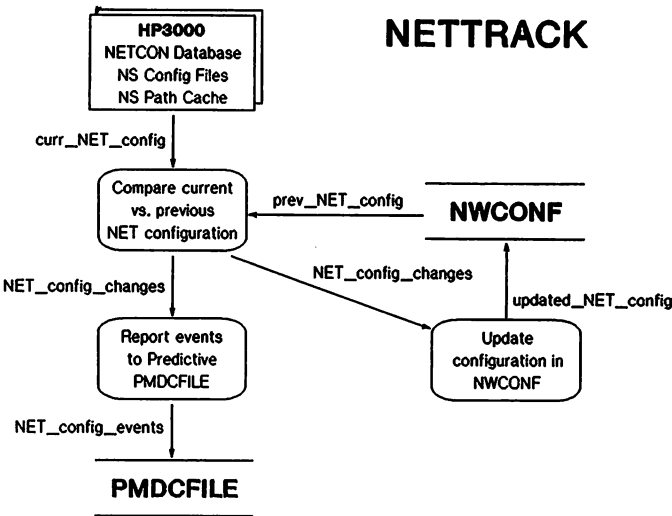 NETTRACK
HP3000
NETCON Database
NS Config Files
NS Path Cache
curr_NET_config
Compare current
vs. previous
NET configuration
prev_NET_config
NWCONF
NET_config_changes
NET_config_changes
updated_NET_config
Report events
to Predictive
PMDCFILE
Update
configuration in
NWCONF
NET_config_events
PMDCFILE